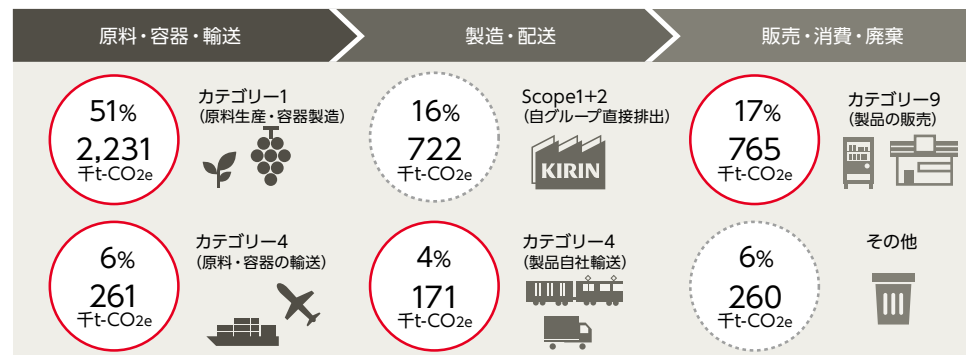 原料・容器・輸送
製造・配送
販売・消費・廃棄
51%
2,231
千t-CO2e
カテゴリー1
(原料生産・容器製造)
16%
722
千t-CO2e
Scope1+2
(自グループ直接排出)
KIRIN
17%
765
千t-CO2e
カテゴリー9
(製品の販売)
6%
261
千t-CO2e
カテゴリー4
(原料・容器の輸送)
4%
171
千t-CO2e
カテゴリー4
(製品自社輸送)
6%
260
千t-CO2e
その他